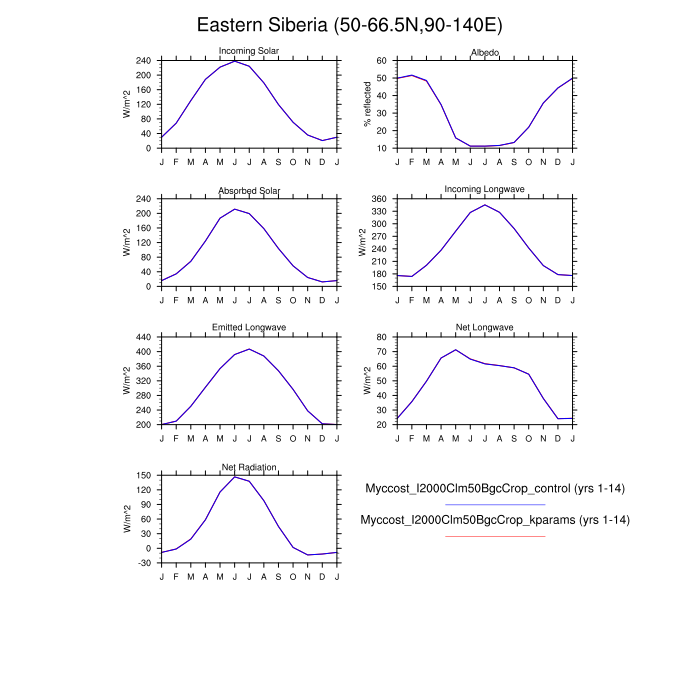 Eastern Siberia (50-66.5N,90-140E)
Incoming Solar
W/m^2
240
200
160
120
80
40
0
J F M A M J J A S O N D J
Albedo
% reflected
60
50
40
30
20
10
J F M A M J J A S O N D J
Absorbed Solar
W/m^2
240
200
160
120
80
40
0
J F M A M J J A S O N D J
Incoming Longwave
W/m^2
360
330
300
270
240
210
180
150
J F M A M J J A S O N D J
Emitted Longwave
W/m^2
440
400
360
320
280
240
200
J F M A M J J A S O N D J
Net Longwave
W/m^2
80
70
60
50
40
30
20
J F M A M J J A S O N D J
Net Radiation
W/m^2
150
120
90
60
30
0
-30
J F M A M J J A S O N D J
Myccost_I2000Clm50BgcCrop_control (yrs 1-14)
Myccost_I2000Clm50BgcCrop_kparams (yrs 1-14)